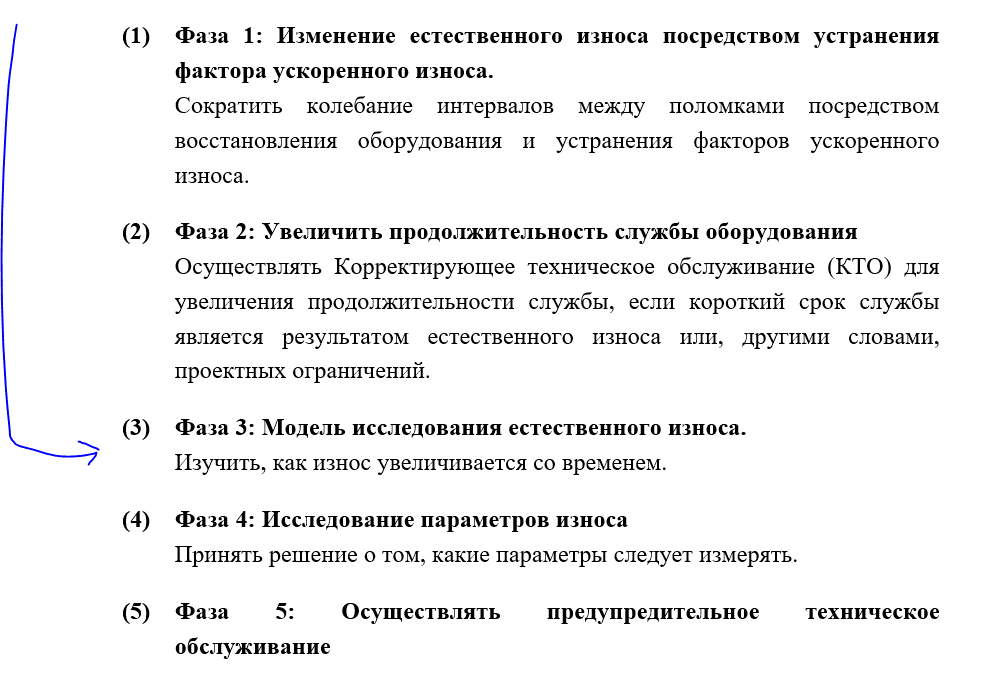 (1) Фаза 1: Изменение естественного износа посредством устранения
фактора ускоренного износа.
Сократить колебание интервалов между поломками посредством
восстановления оборудования и устранения факторов ускоренного
износа.
(2) Фаза 2: Увеличить продолжительность службы оборудования
Осуществлять Корректирующее техническое обслуживание (КТО) для
увеличения продолжительности службы, если короткий срок службы
является результатом естественного износа или, другими словами,
проектных ограничений.
(3) Фаза 3: Модель исследования естественного износа.
Изучить, как износ увеличивается со временем.
(4) Фаза 4: Исследование параметров износа
Принять решение о том, какие параметры следует измерять.
(5) Фаза 5: Осуществлять предупредительное техническое
обслуживание